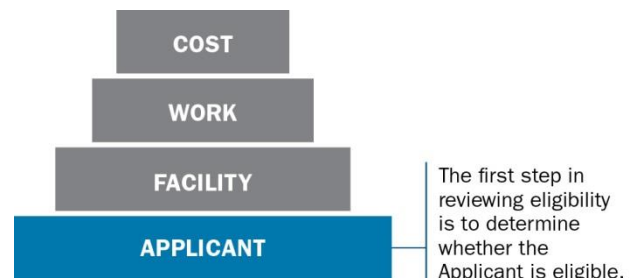 COST
WORK
FACILITY
APPLICANT
The first step in
reviewing eligibility
is to determine
whether the
Applicant is eligible.